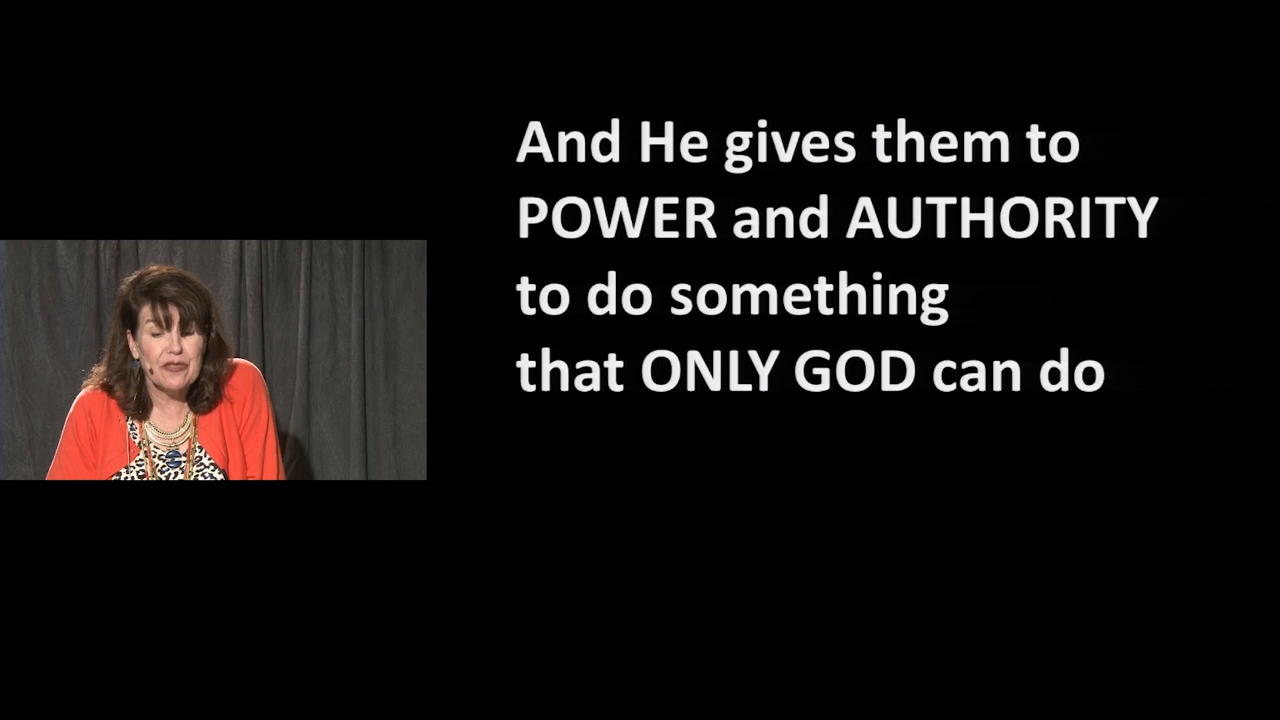 And He gives them to
POWER and AUTHORITY
to do something
that ONLY GOD can do